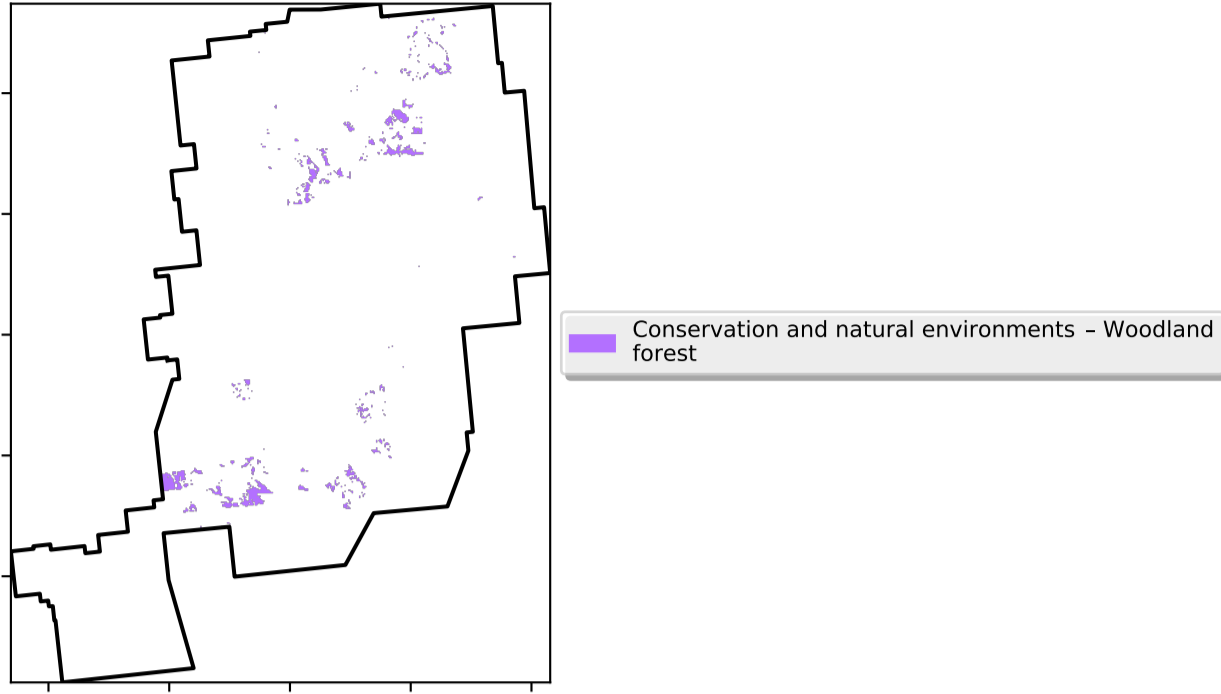 Conservation and natural environments – Woodland
forest